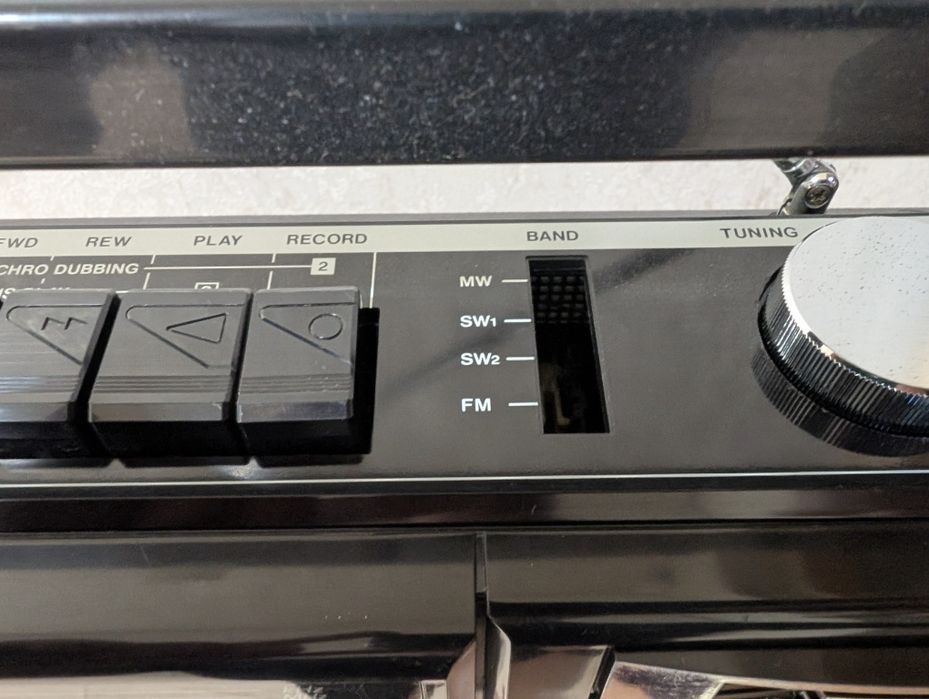 FWD REW PLAY RECORD BAND TUNING
CHRO DUBBING 2
MW
SW1
SW2
FM